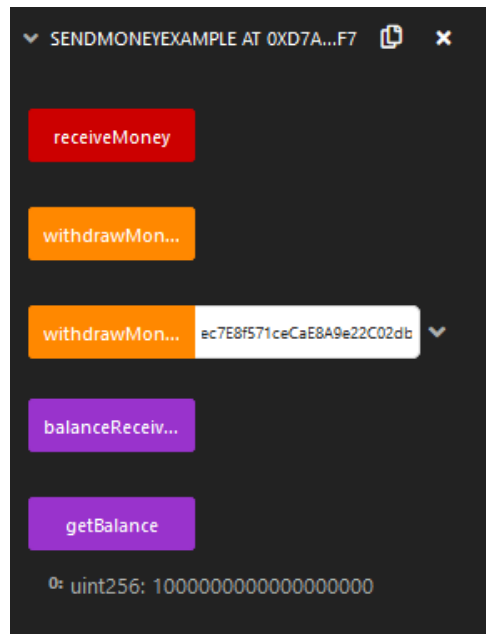 SENDMONEYEXAMPLE AT 0XD7A...F7
receiveMoney
withdrawMon...
withdrawMon... ec7E8f571ceCaE8A9e22C02db
balanceReceiv...
getBalance
0: uint256: 1000000000000000000